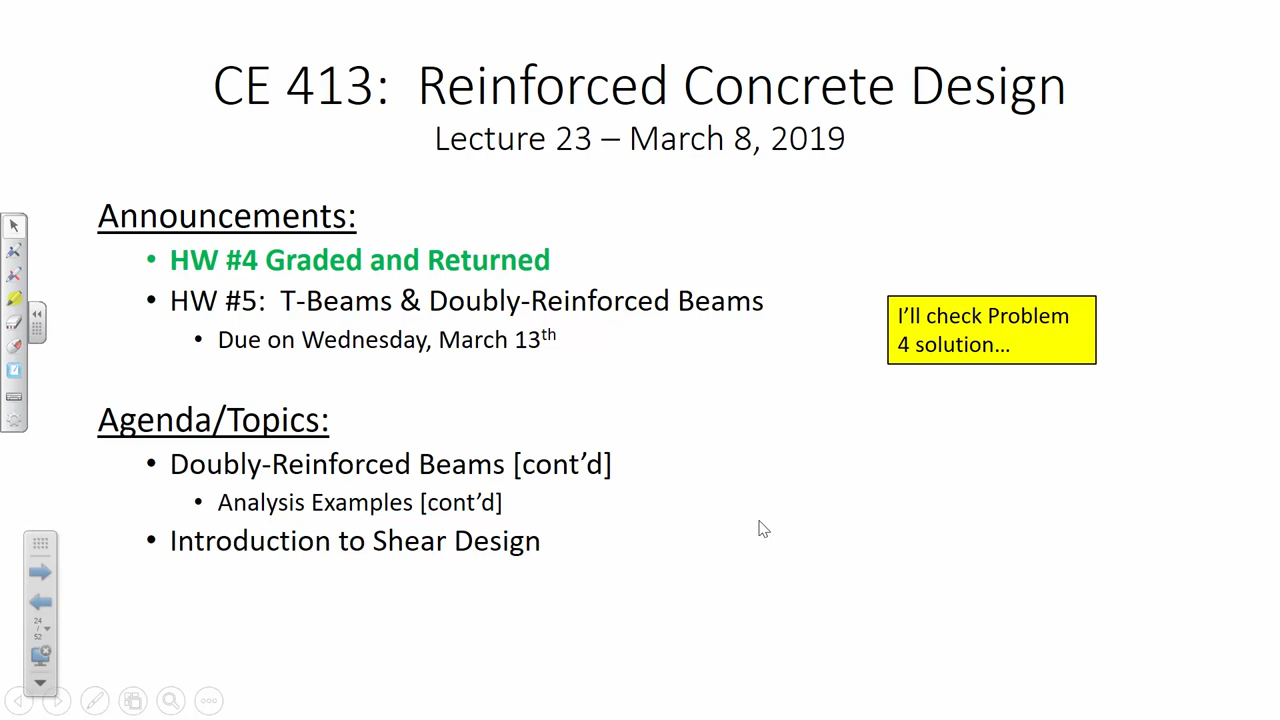 CE 413: Reinforced Concrete Design
Lecture 23 – March 8, 2019
Announcements:
• HW #4 Graded and Returned
• HW #5: T-Beams & Doubly-Reinforced Beams
• Due on Wednesday, March 13th
I’ll check Problem
4 solution…
Agenda/Topics:
• Doubly-Reinforced Beams [cont’d]
• Analysis Examples [cont’d]
• Introduction to Shear Design
24
/
52